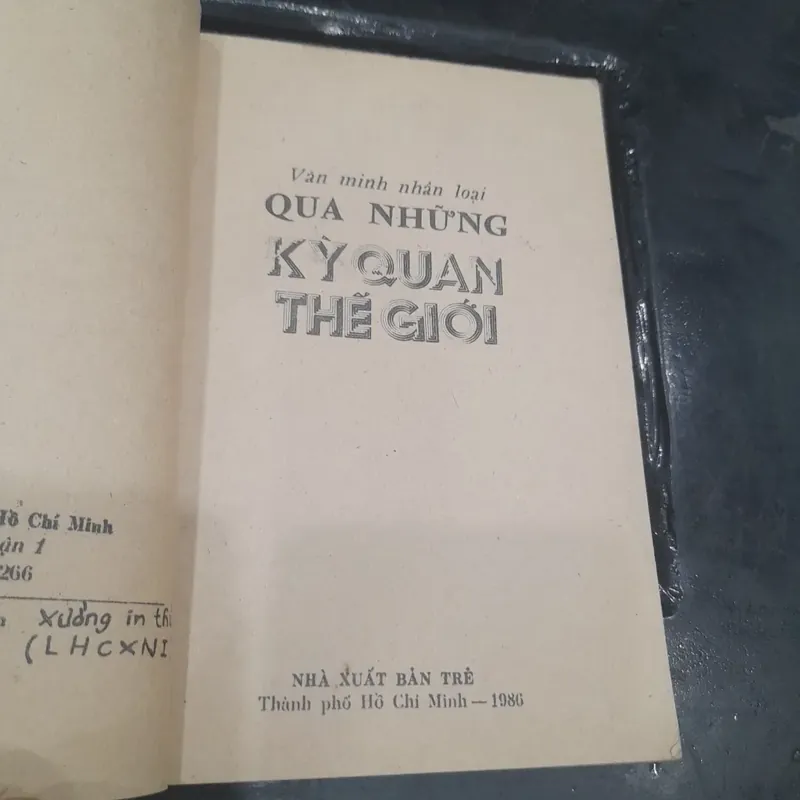 Hồ Chí Minh
ận 1
266
Xưởng in th
(LHCXNI
Văn minh nhân loại
QUA NHỮNG
KỲ QUAN
THẾ GIỚI
NHÀ XUẤT BẢN TRẺ
Thành phố Hồ Chí Minh — 1986